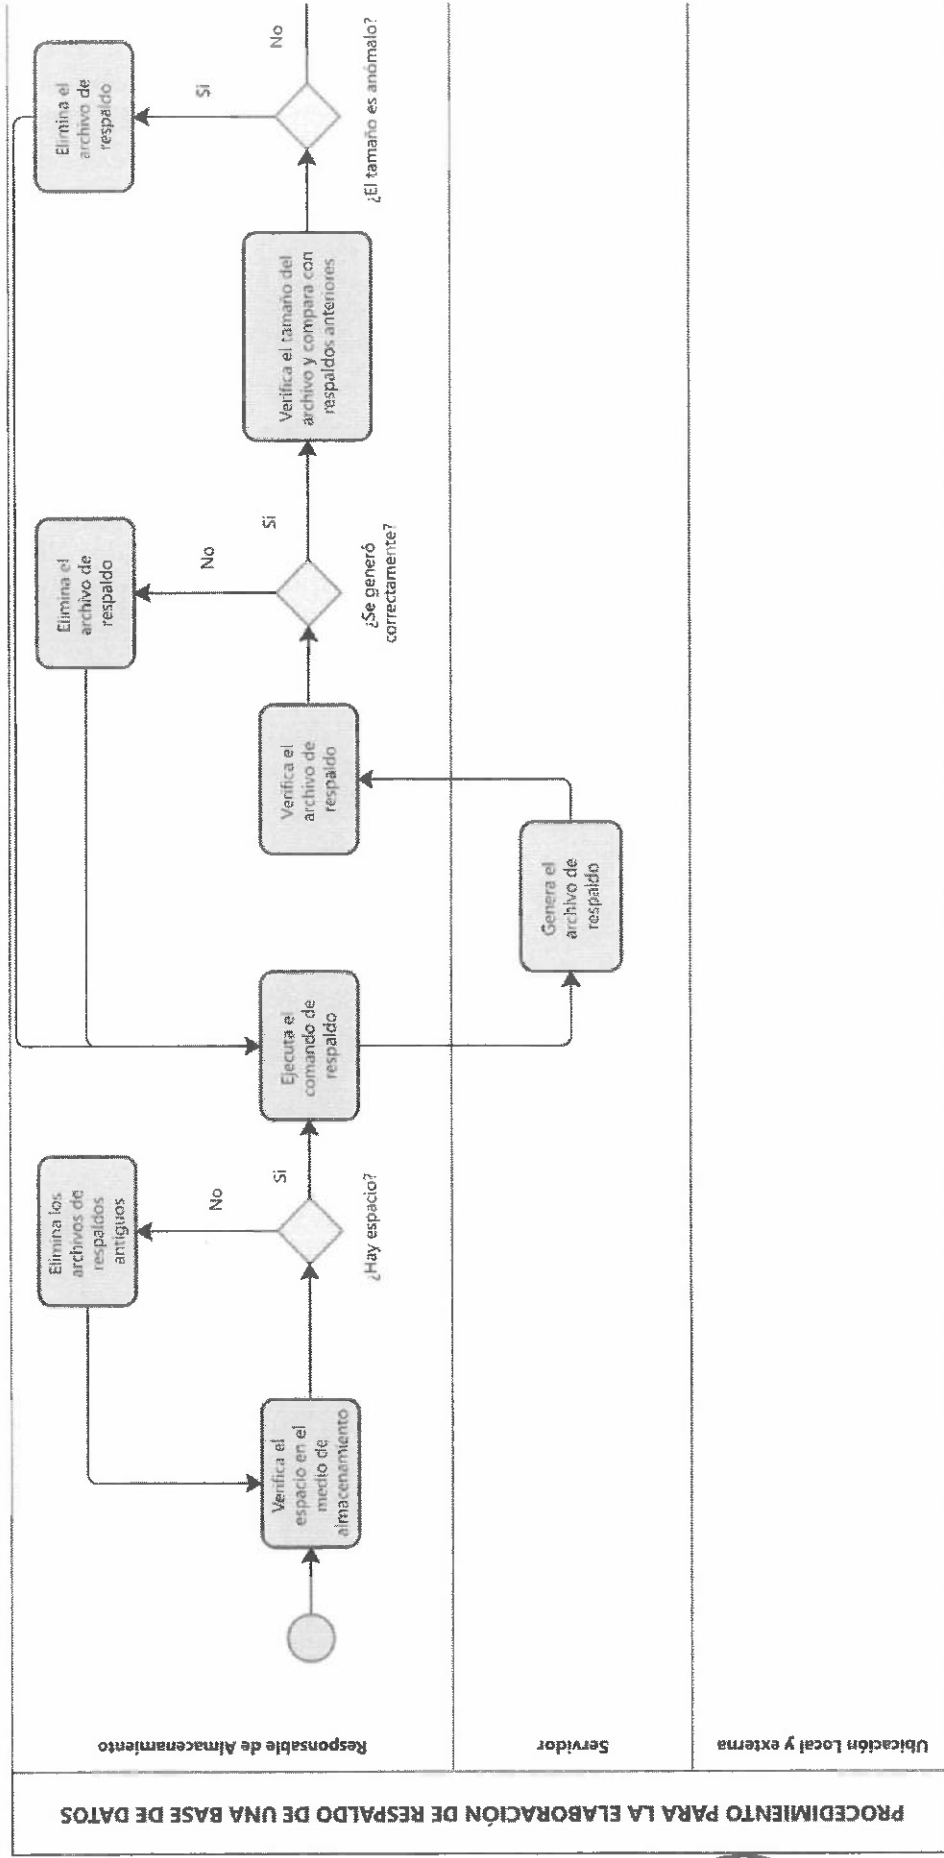 PROCEDIMIENTO PARA LA ELABORACIÓN DE RESPALDO DE UNA BASE DE DATOS
Responsable de Almacenamiento
Servidor
Ubicación Local y externa
Verifica el
espacio en el
medio de
almacenamiento
¿Hay espacio?
No
Si
Elimina los
archivos de
respaldos
antiguos
Ejecuta el
comando de
respaldo
Genera el
archivo de
respaldo
Verifica el
archivo de
respaldo
¿Se generó
correctamente?
No
Si
Elimina el
archivo de
respaldo
Verifica el tamaño del
archivo y compara con
respaldos anteriores
¿El tamaño es anómalo?
Si
No
Elimina el
archivo de
respaldo